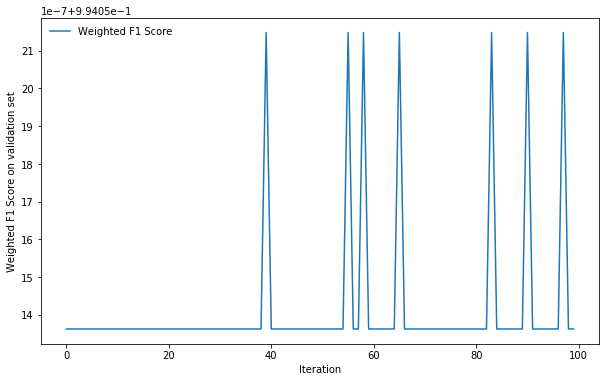 1e−7+9.9405e−1
Weighted F1 Score
21
20
19
18
17
16
15
14
Weighted F1 Score on validation set
0 20 40 60 80 100
Iteration